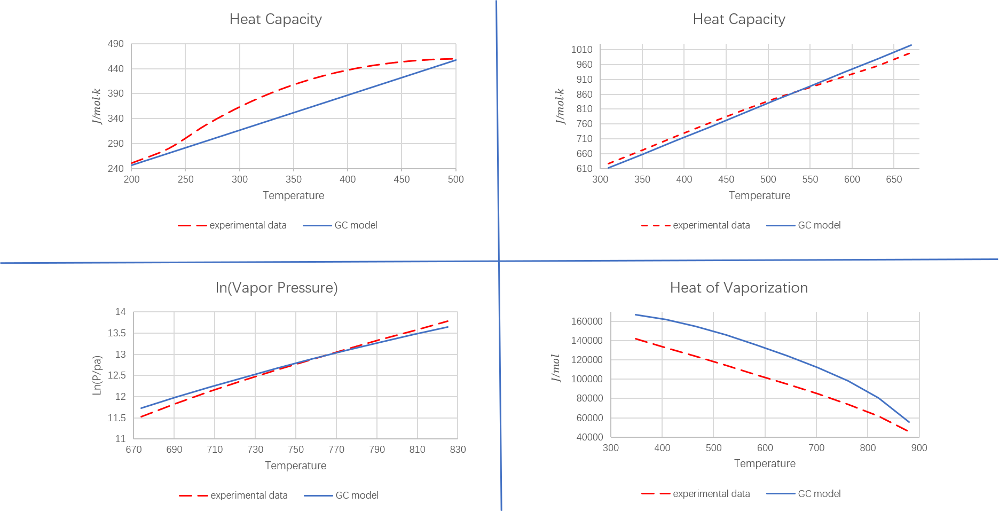 Heat Capacity
490
440
390
340
290
240
J/mol·k
200 250 300 350 400 450 500
Temperature
experimental data GC model
Heat Capacity
1010
960
910
860
810
760
710
660
610
J/mol·k
300 350 400 450 500 550 600 650
Temperature
experimental data GC model
ln(Vapor Pressure)
14
13.5
13
12.5
12
11.5
11
Ln(P/pa)
670 690 710 730 750 770 790 810 830
Temperature
experimental data GC model
Heat of Vaporization
160000
140000
120000
100000
80000
60000
40000
J/mol
300 400 500 600 700 800 900
Temperature
experimental data GC model